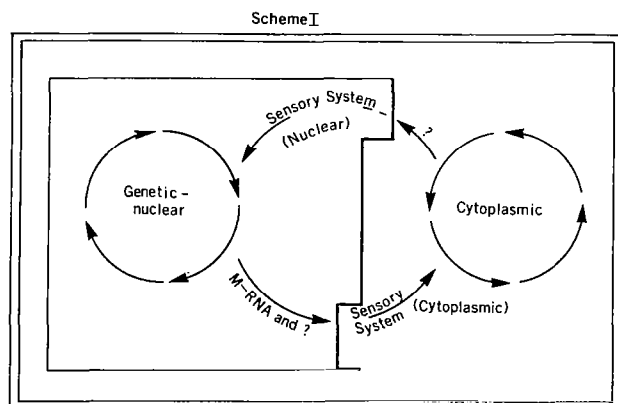 Scheme I
Sensory System
(Nuclear)
?
Genetic-
nuclear
Cytoplasmic
M-RNA and ?
Sensory
System
(Cytoplasmic)